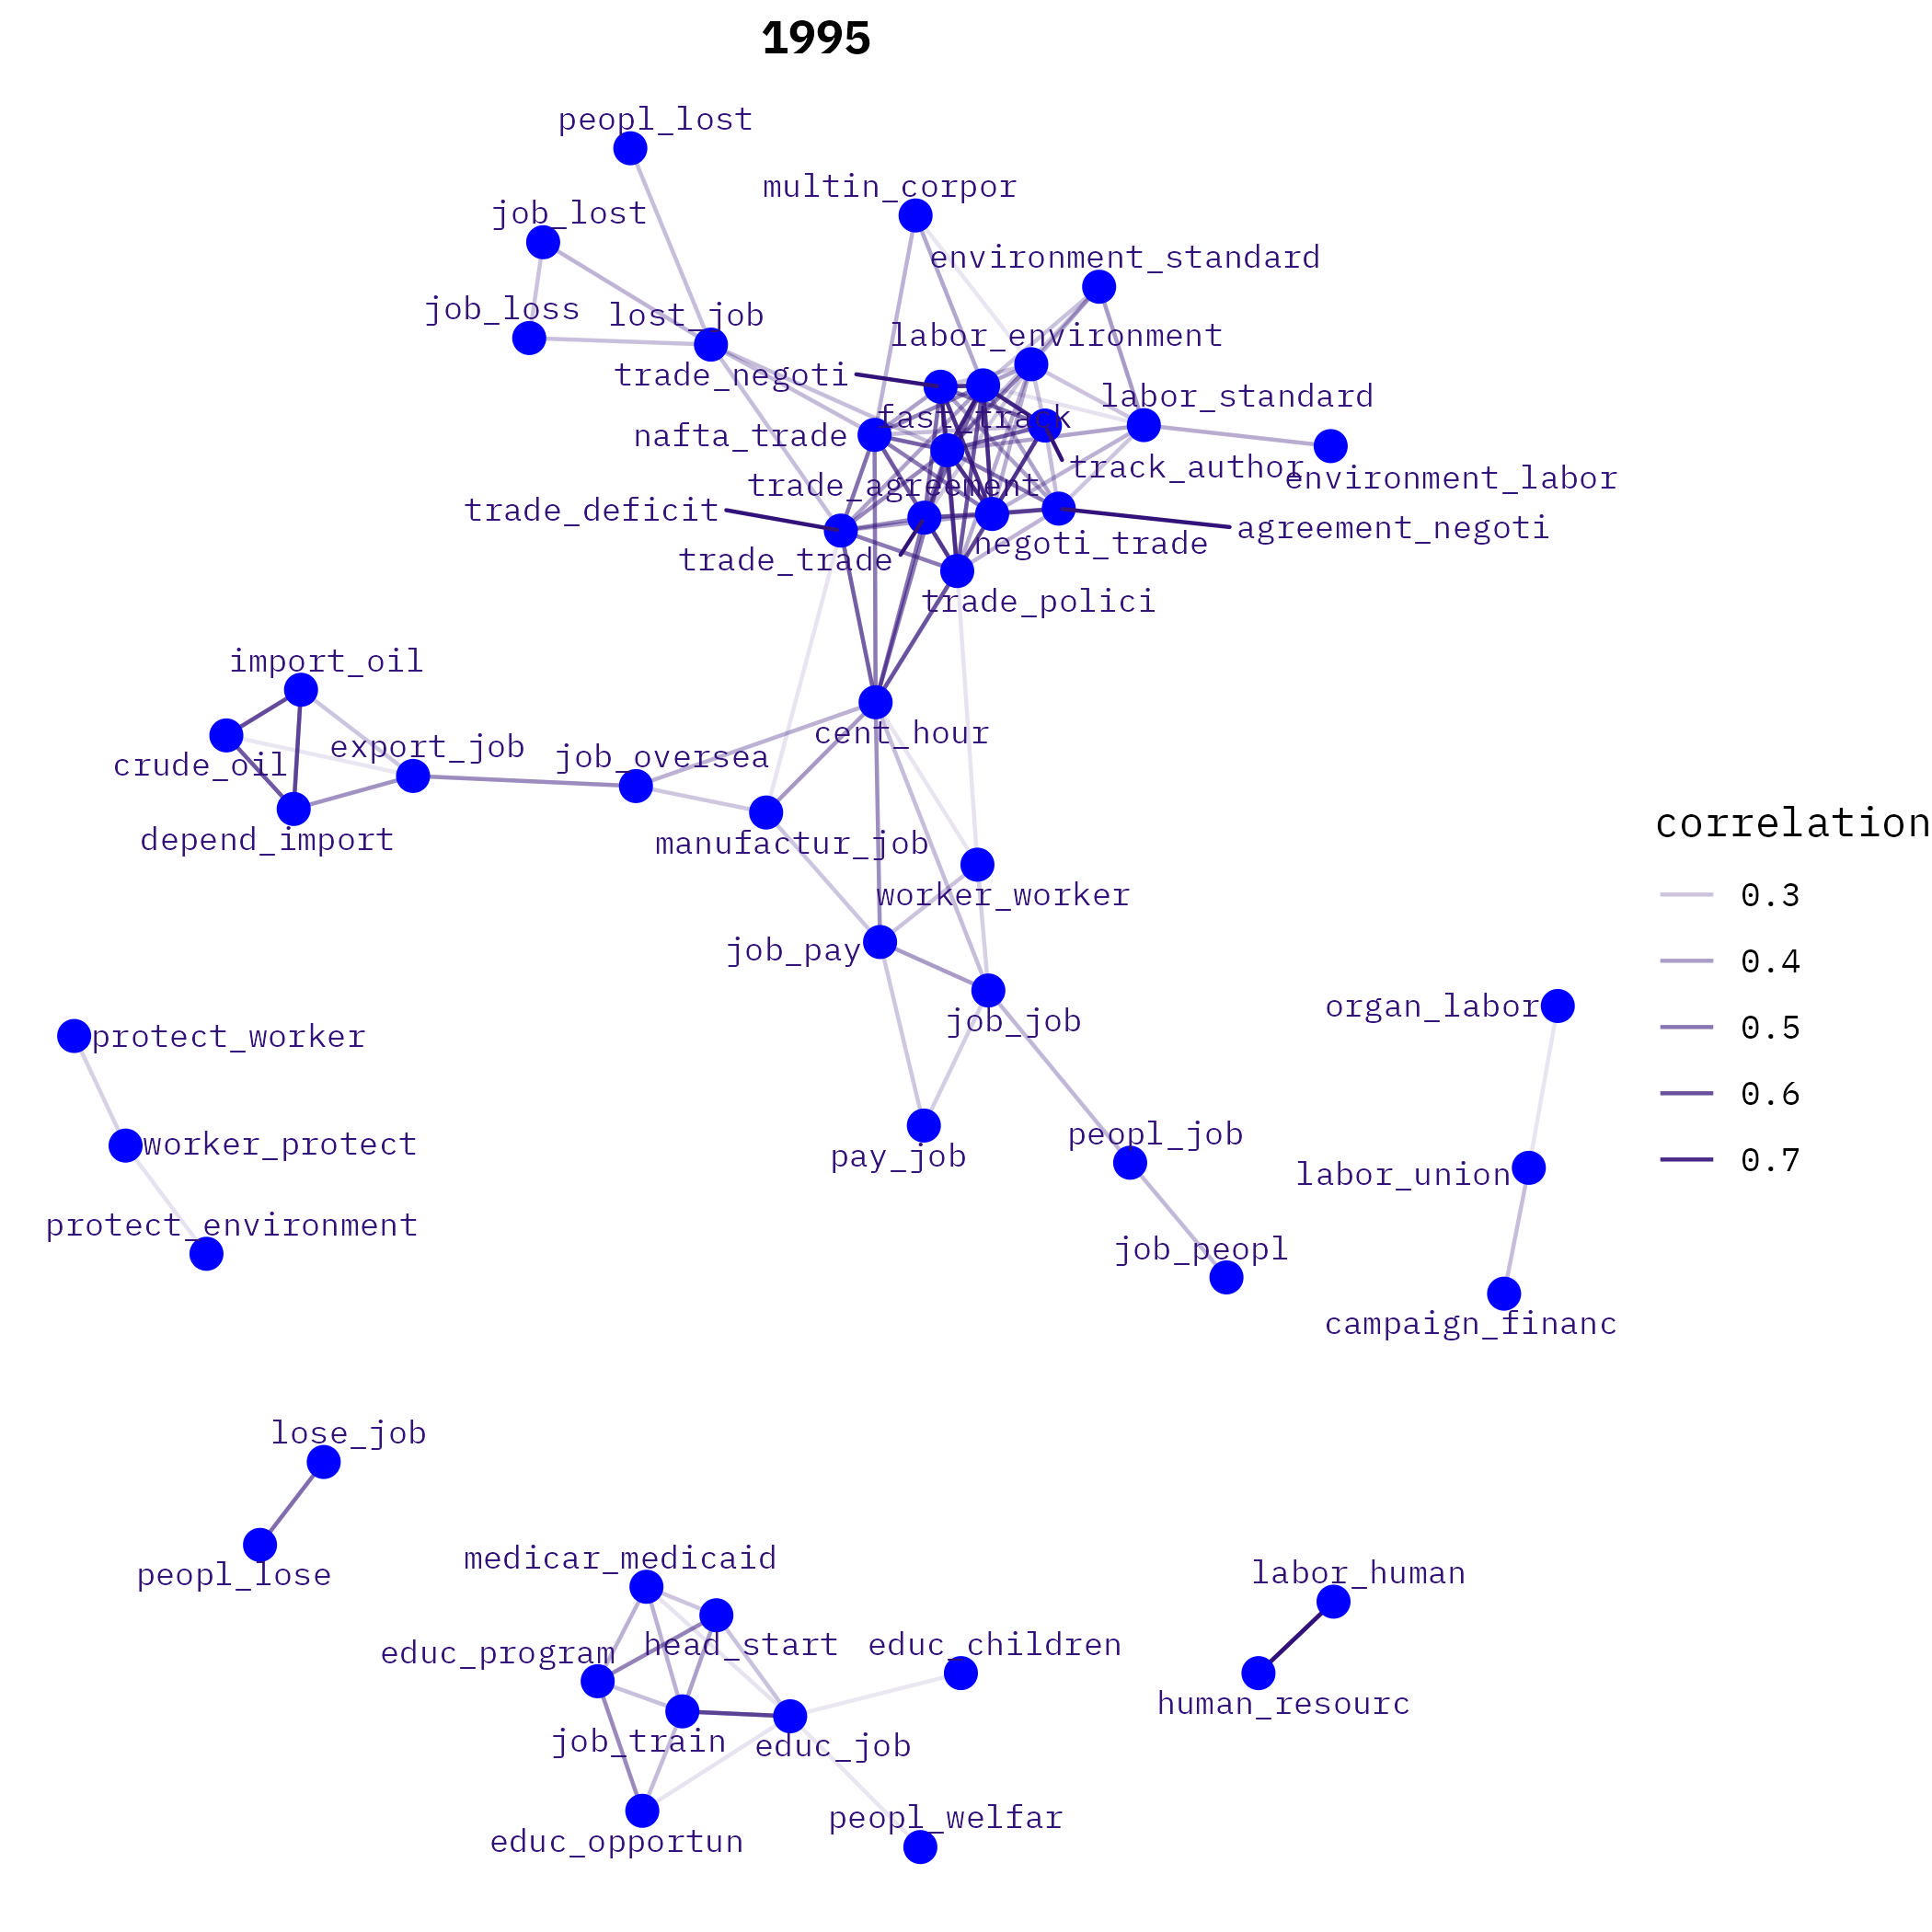 1995
peopl_lost
multin_corpor
job_lost
environment_standard
job_loss
lost_job
labor_environment
trade_negoti
labor_standard
fast_track
nafta_trade
track_author
environment_labor
trade_agreement
trade_deficit
agreement_negoti
negoti_trade
trade_trade
trade_polici
import_oil
cent_hour
export_job
job_oversea
crude_oil
depend_import
manufactur_job
worker_worker
job_pay
job_job
correlation
0.3
0.4
0.5
0.6
0.7
organ_labor
protect_worker
worker_protect
peopl_job
pay_job
labor_union
protect_environment
job_peopl
campaign_financ
lose_job
peopl_lose
medicar_medicaid
labor_human
educ_program
head_start
educ_children
human_resourc
job_train
educ_job
peopl_welfar
educ_opportun